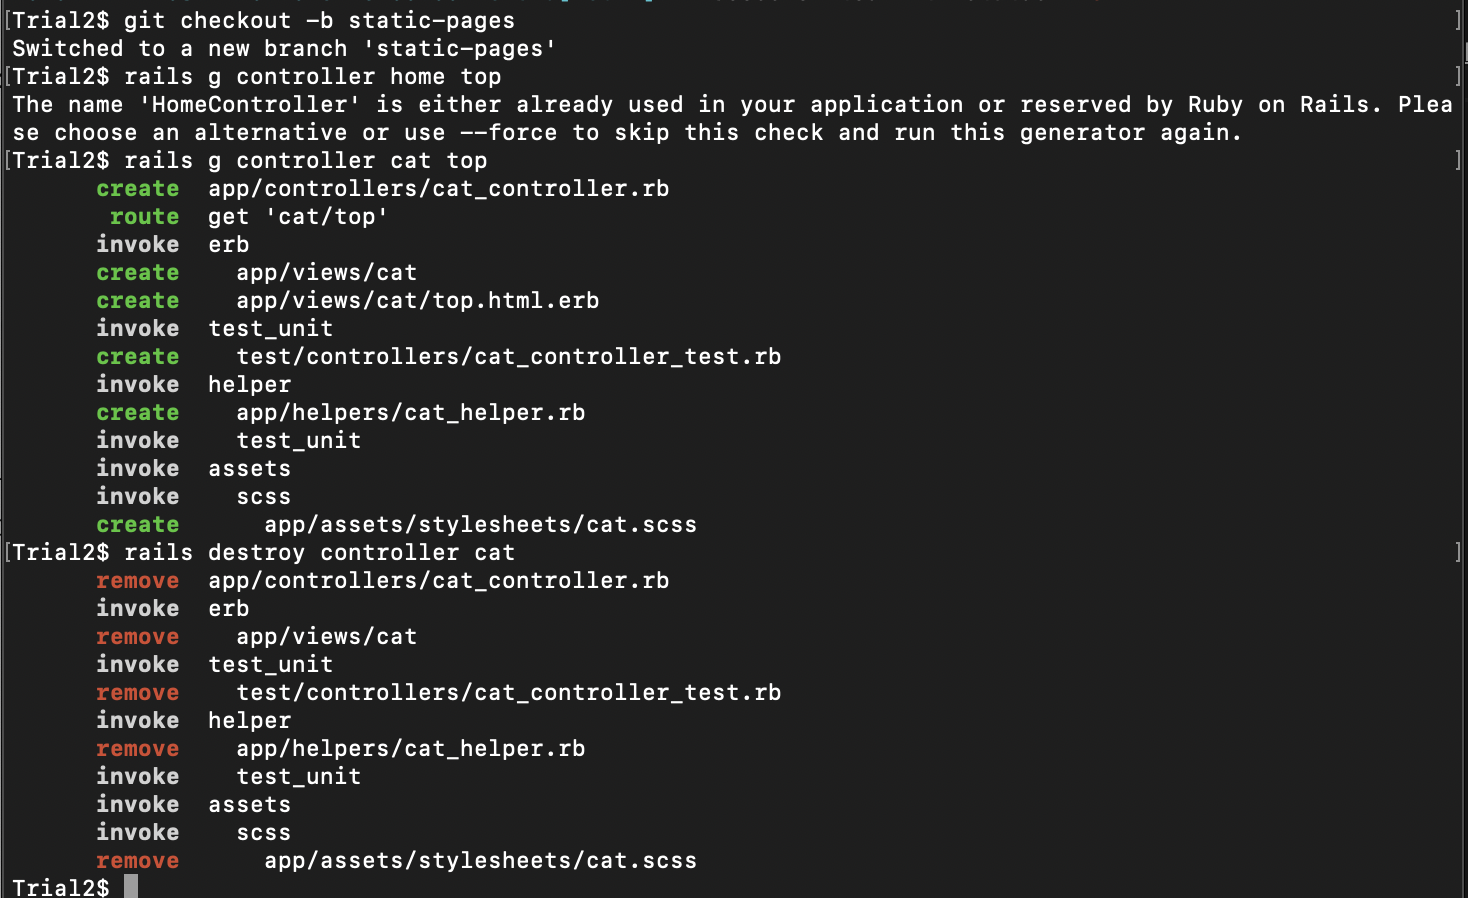 [Trial2$ git checkout -b static-pages ]
Switched to a new branch 'static-pages'
[Trial2$ rails g controller home top ]
The name 'HomeController' is either already used in your application or reserved by Ruby on Rails. Plea
se choose an alternative or use --force to skip this check and run this generator again.
[Trial2$ rails g controller cat top ]
create app/controllers/cat_controller.rb
route get 'cat/top'
invoke erb
create app/views/cat
create app/views/cat/top.html.erb
invoke test_unit
create test/controllers/cat_controller_test.rb
invoke helper
create app/helpers/cat_helper.rb
invoke test_unit
invoke assets
invoke scss
create app/assets/stylesheets/cat.scss
[Trial2$ rails destroy controller cat ]
remove app/controllers/cat_controller.rb
invoke erb
remove app/views/cat
invoke test_unit
remove test/controllers/cat_controller_test.rb
invoke helper
remove app/helpers/cat_helper.rb
invoke test_unit
invoke assets
invoke scss
remove app/assets/stylesheets/cat.scss
Trial2$